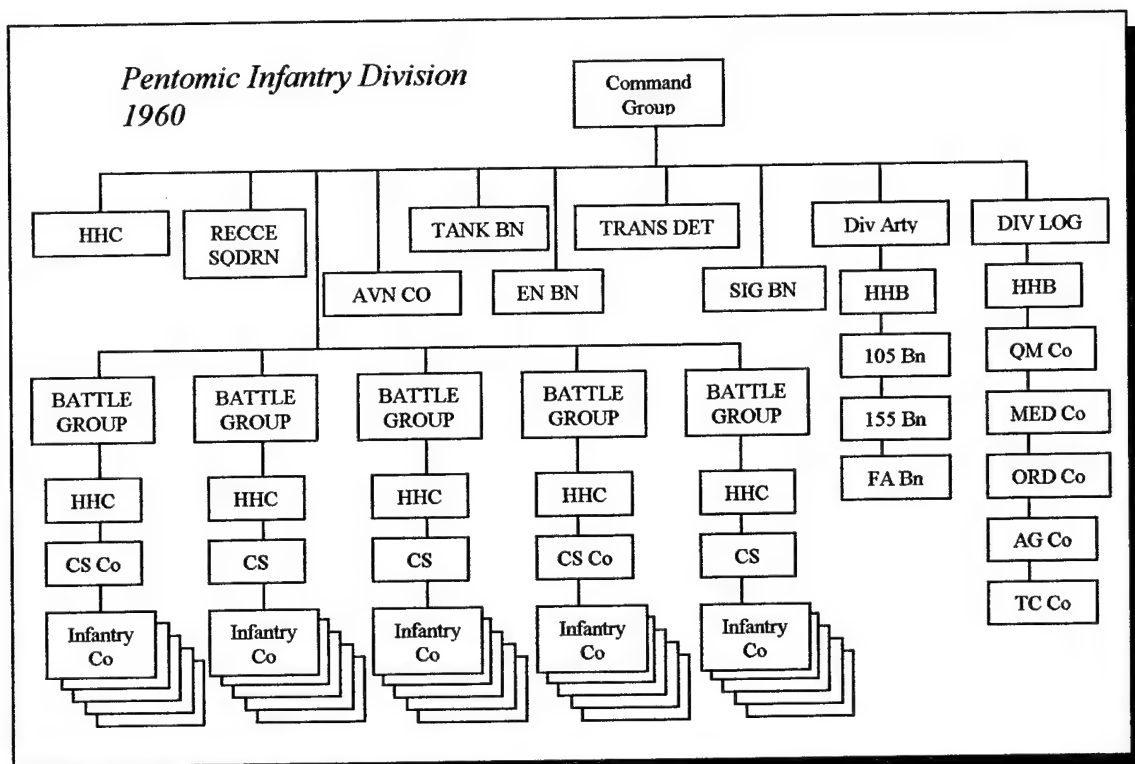 Pentomic Infantry Division
1960
Command
Group
HHC
RECCE
SQDRN
AVN CO
TANK BN
EN BN
TRANS DET
SIG BN
Div Arty
DIV LOG
HHB
105 Bn
155 Bn
FA Bn
HHB
QM Co
MED Co
ORD Co
AG Co
TC Co
BATTLE
GROUP
BATTLE
GROUP
BATTLE
GROUP
BATTLE
GROUP
BATTLE
GROUP
HHC
HHC
HHC
HHC
HHC
CS Co
CS
CS
CS Co
CS
Infantry
Co
Infantry
Co
Infantry
Co
Infantry
Co
Infantry
Co